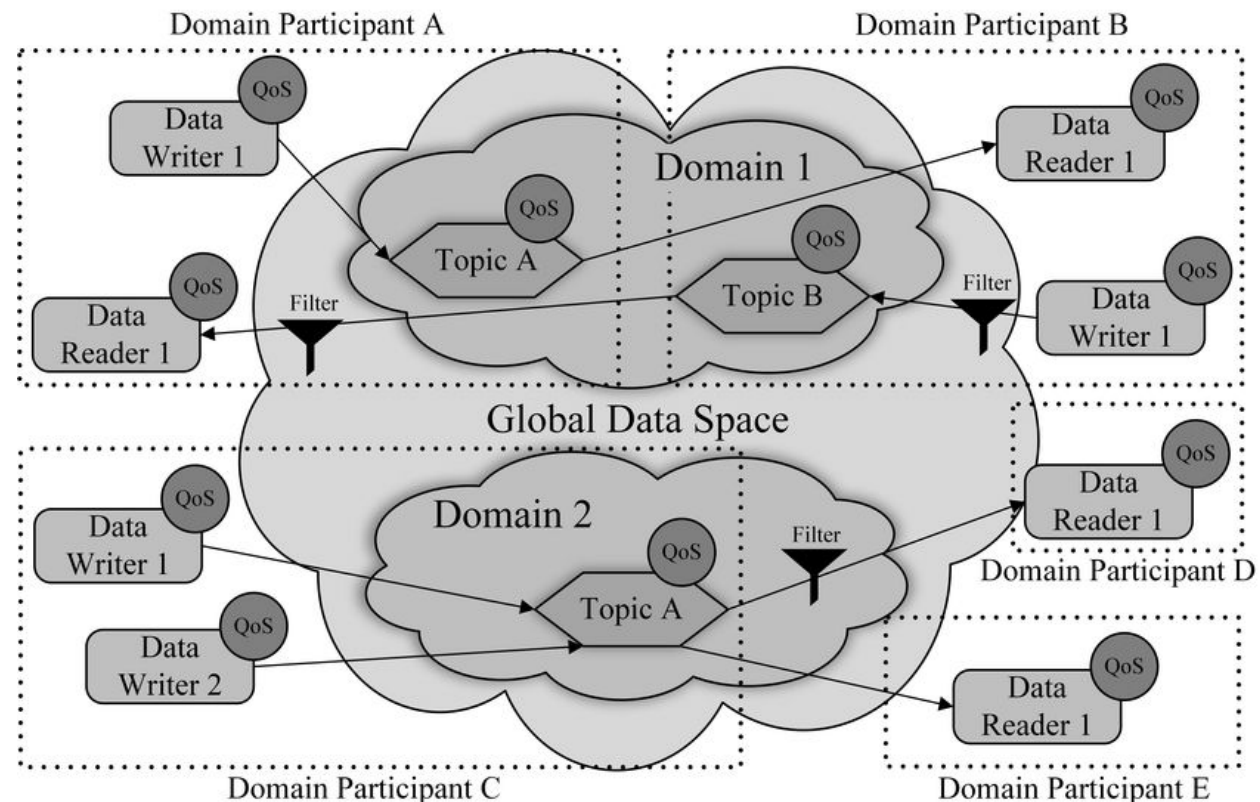 Domain Participant A
Domain Participant B
QoS
Data
Writer 1
QoS
Data
Reader 1
Domain 1
QoS
Topic A
QoS
Topic B
QoS
Data
Reader 1
Filter
Filter
QoS
Data
Writer 1
Global Data Space
QoS
Data
Writer 1
Domain 2
QoS
Topic A
Filter
QoS
Data
Reader 1
Domain Participant D
QoS
Data
Writer 2
QoS
Data
Reader 1
Domain Participant C
Domain Participant E